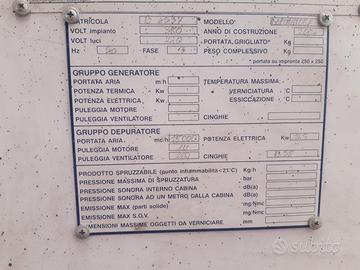 MATRICOLA MODELLO
VOLT impianto 380 ANNO DI COSTRUZIONE
VOLT luci 220 PORTATA GRIGLIATO* Kg
Hz 50 FASE PESO COMPLESSIVO Kg
* portata su impronta 250 x 250
GRUPPO GENERATORE
PORTATA ARIA m³/h TEMPERATURA MASSIMA:
POTENZA TERMICA Kw VERNICIATURA °C
POTENZA ELETTRICA Kw ESSICCAZIONE °C
PULEGGIA MOTORE
PULEGGIA VENTILATORE CINGHIE
GRUPPO DEPURATORE
PORTATA ARIA mc/h POTENZA ELETTRICA Kw
PULEGGIA MOTORE
PULEGGIA VENTILATORE CINGHIE
PRODOTTO SPRUZZABILE (punto infiammabilità<21°C) Kg/h
PRESSIONE MASSIMA DI SPRUZZATURA bar
PRESSIONE SONORA INTERNO CABINA dB(a)
PRESSIONE SONORA AD UN METRO DALLA CABINA dB(a)
EMISSIONE MAX (parti solide) mg/Nmc
EMISSIONE MAX S.O.V. mg/Nmc
DIMENSIONI MASSIME OGGETTI DA VERNICIARE mm
subito